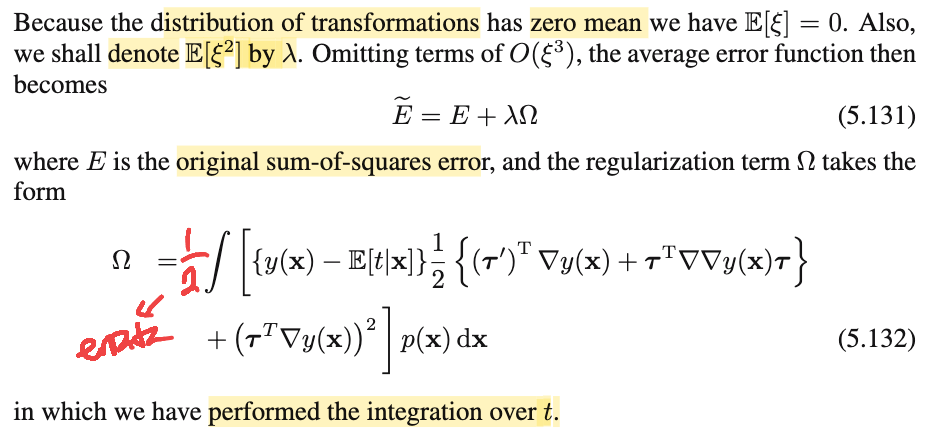 Because the distribution of transformations has zero mean we have 𝔼[ξ] = 0. Also,
we shall denote 𝔼[ξ²] by λ. Omitting terms of O(ξ³), the average error function then
becomes
Ẽ = E + λΩ (5.131)
where E is the original sum-of-squares error, and the regularization term Ω takes the
form
Ω = 1/2 ∫ [ {y(x) − 𝔼[t|x]} 1/2 { (τ′)ᵀ ∇y(x) + τᵀ∇∇y(x)τ }
errata + (τᵀ∇y(x))² ] p(x) dx (5.132)
in which we have performed the integration over t.